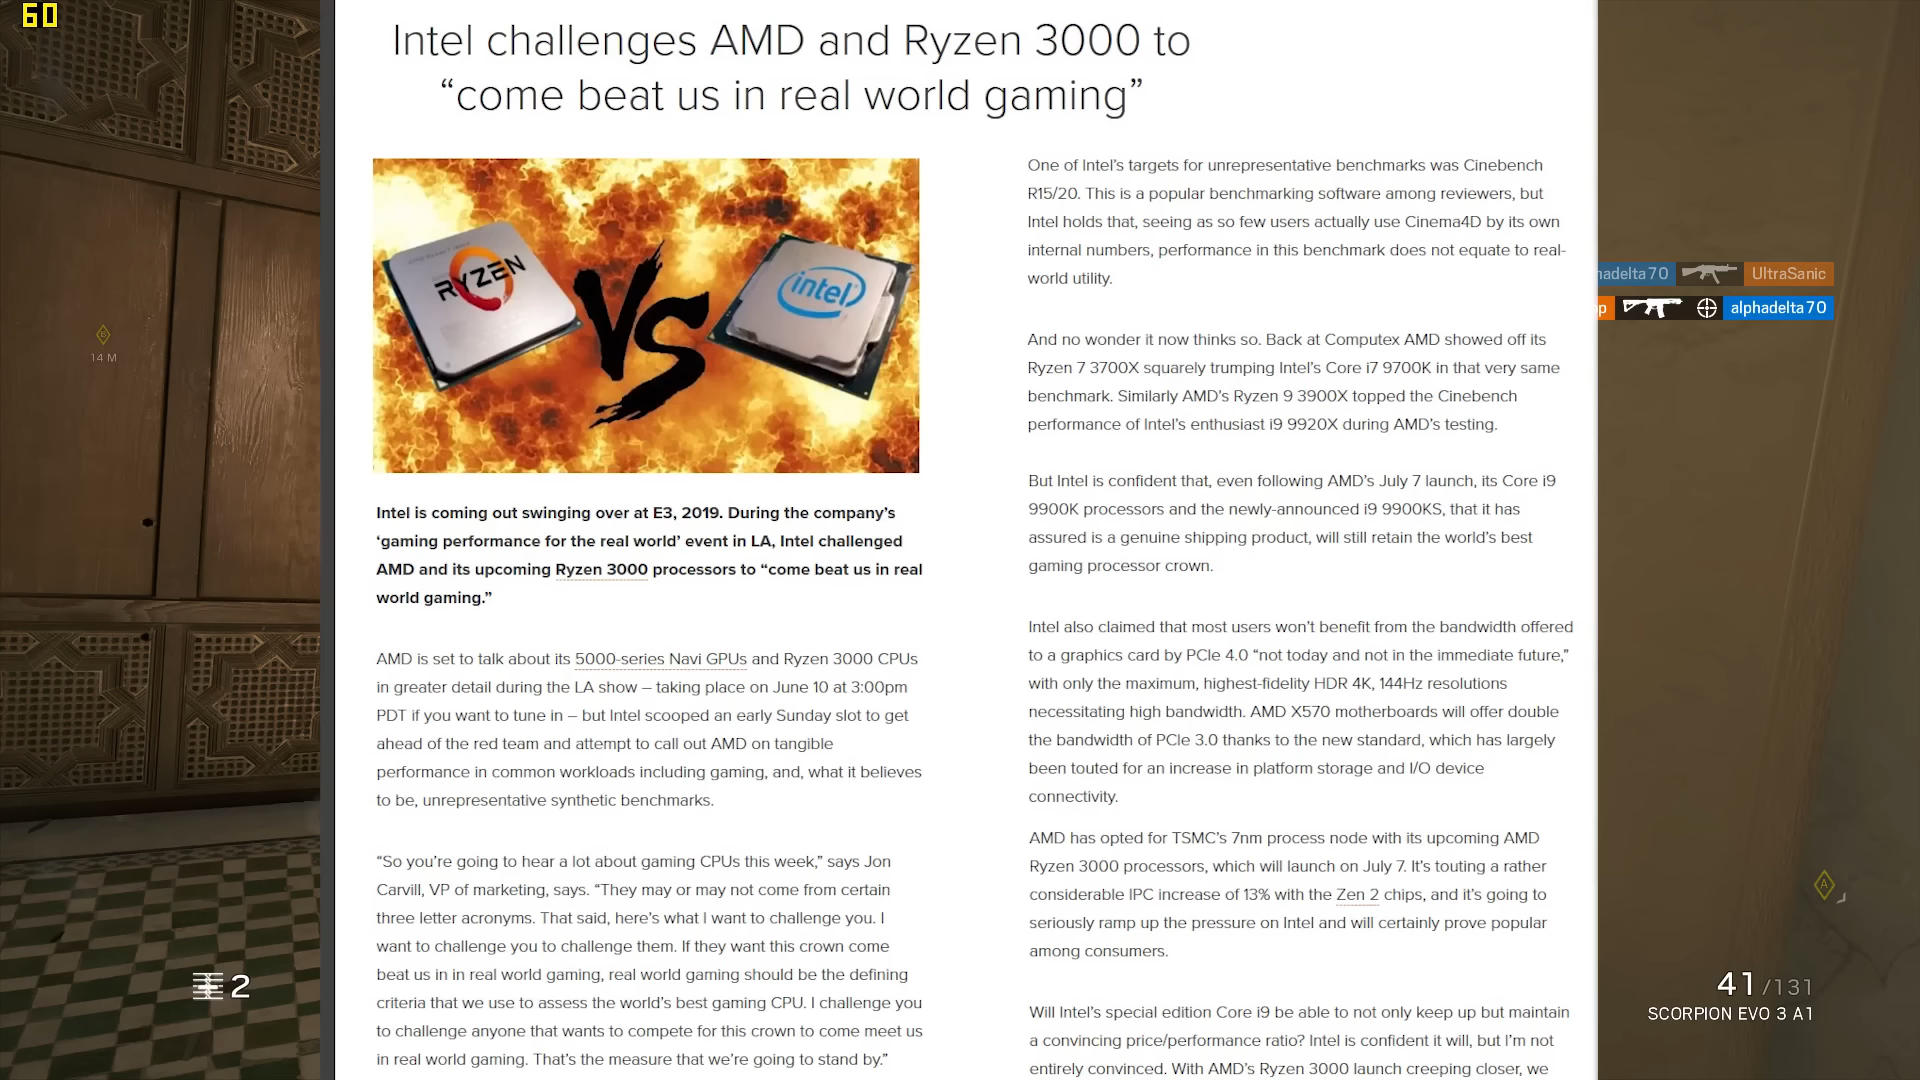 60
Intel challenges AMD and Ryzen 3000 to
“come beat us in real world gaming”
RYZEN
VS
intel
Intel is coming out swinging over at E3, 2019. During the company’s
‘gaming performance for the real world’ event in LA, Intel challenged
AMD and its upcoming Ryzen 3000 processors to “come beat us in real
world gaming.”
AMD is set to talk about its 5000-series Navi GPUs and Ryzen 3000 CPUs
in greater detail during the LA show – taking place on June 10 at 3:00pm
PDT if you want to tune in – but Intel scooped an early Sunday slot to get
ahead of the red team and attempt to call out AMD on tangible
performance in common workloads including gaming, and, what it believes
to be, unrepresentative synthetic benchmarks.
“So you’re going to hear a lot about gaming CPUs this week,” says Jon
Carvill, VP of marketing, says. “They may or may not come from certain
three letter acronyms. That said, here’s what I want to challenge you. I
want to challenge you to challenge them. If they want this crown come
beat us in in real world gaming, real world gaming should be the defining
criteria that we use to assess the world’s best gaming CPU. I challenge you
to challenge anyone that wants to compete for this crown to come meet us
in real world gaming. That’s the measure that we’re going to stand by.”
One of Intel’s targets for unrepresentative benchmarks was Cinebench
R15/20. This is a popular benchmarking software among reviewers, but
Intel holds that, seeing as so few users actually use Cinema4D by its own
internal numbers, performance in this benchmark does not equate to real-
world utility.
And no wonder it now thinks so. Back at Computex AMD showed off its
Ryzen 7 3700X squarely trumping Intel’s Core i7 9700K in that very same
benchmark. Similarly AMD’s Ryzen 9 3900X topped the Cinebench
performance of Intel’s enthusiast i9 9920X during AMD’s testing.
But Intel is confident that, even following AMD’s July 7 launch, its Core i9
9900K processors and the newly-announced i9 9900KS, that it has
assured is a genuine shipping product, will still retain the world’s best
gaming processor crown.
Intel also claimed that most users won’t benefit from the bandwidth offered
to a graphics card by PCIe 4.0 “not today and not in the immediate future,”
with only the maximum, highest-fidelity HDR 4K, 144Hz resolutions
necessitating high bandwidth. AMD X570 motherboards will offer double
the bandwidth of PCIe 3.0 thanks to the new standard, which has largely
been touted for an increase in platform storage and I/O device
connectivity.
AMD has opted for TSMC’s 7nm process node with its upcoming AMD
Ryzen 3000 processors, which will launch on July 7. It’s touting a rather
considerable IPC increase of 13% with the Zen 2 chips, and it’s going to
seriously ramp up the pressure on Intel and will certainly prove popular
among consumers.
Will Intel’s special edition Core i9 be able to not only keep up but maintain
a convincing price/performance ratio? Intel is confident it will, but I’m not
entirely convinced. With AMD’s Ryzen 3000 launch creeping closer, we
B
14 M
2
hadelta70 UltraSanic
op alphadelta70
A
41/131
SCORPION EVO 3 A1